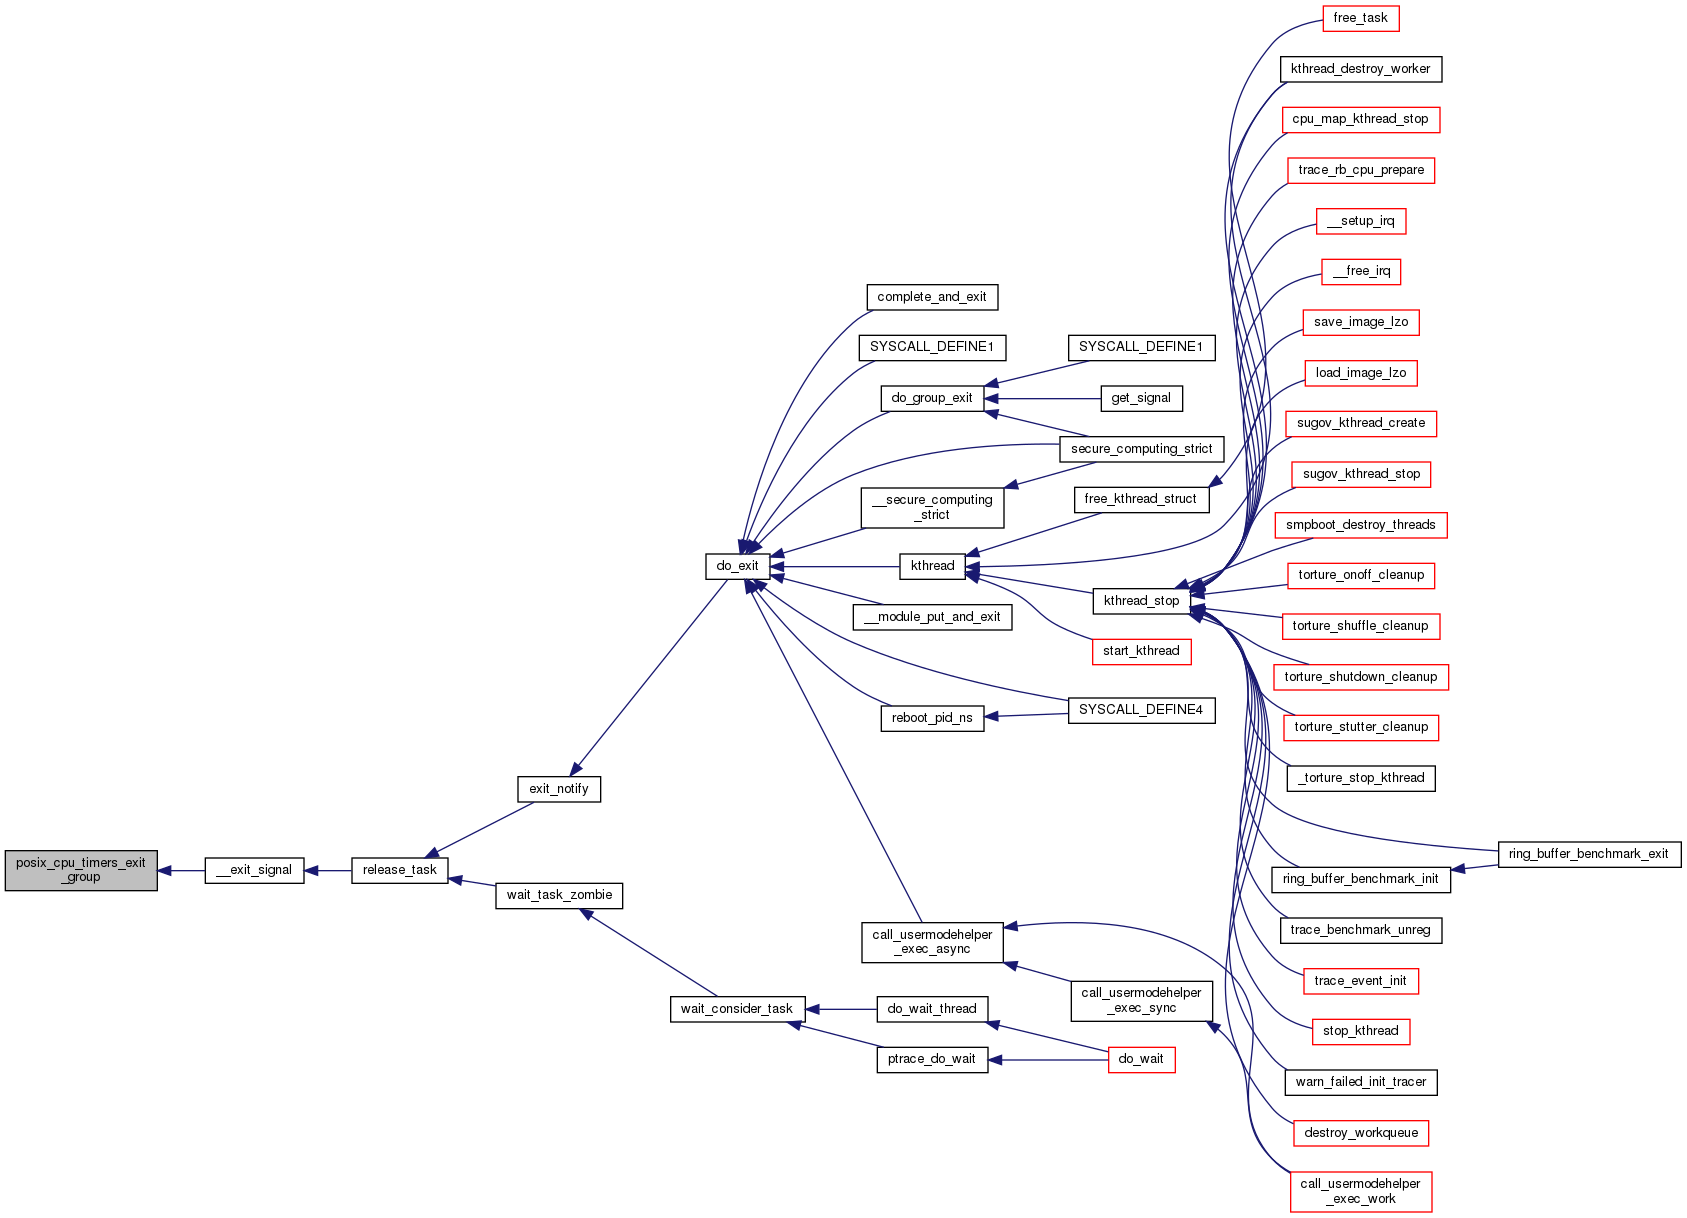 posix_cpu_timers_exit
_group
__exit_signal
release_task
exit_notify
wait_task_zombie
do_exit
wait_consider_task
complete_and_exit
SYSCALL_DEFINE1
do_group_exit
__secure_computing
_strict
kthread
__module_put_and_exit
reboot_pid_ns
call_usermodehelper
_exec_async
do_wait_thread
ptrace_do_wait
SYSCALL_DEFINE1
get_signal
secure_computing_strict
free_kthread_struct
kthread_stop
start_kthread
SYSCALL_DEFINE4
call_usermodehelper
_exec_sync
do_wait
free_task
kthread_destroy_worker
cpu_map_kthread_stop
trace_rb_cpu_prepare
__setup_irq
__free_irq
save_image_lzo
load_image_lzo
sugov_kthread_create
sugov_kthread_stop
smpboot_destroy_threads
torture_onoff_cleanup
torture_shuffle_cleanup
torture_shutdown_cleanup
torture_stutter_cleanup
_torture_stop_kthread
ring_buffer_benchmark_exit
ring_buffer_benchmark_init
trace_benchmark_unreg
trace_event_init
stop_kthread
warn_failed_init_tracer
destroy_workqueue
call_usermodehelper
_exec_work